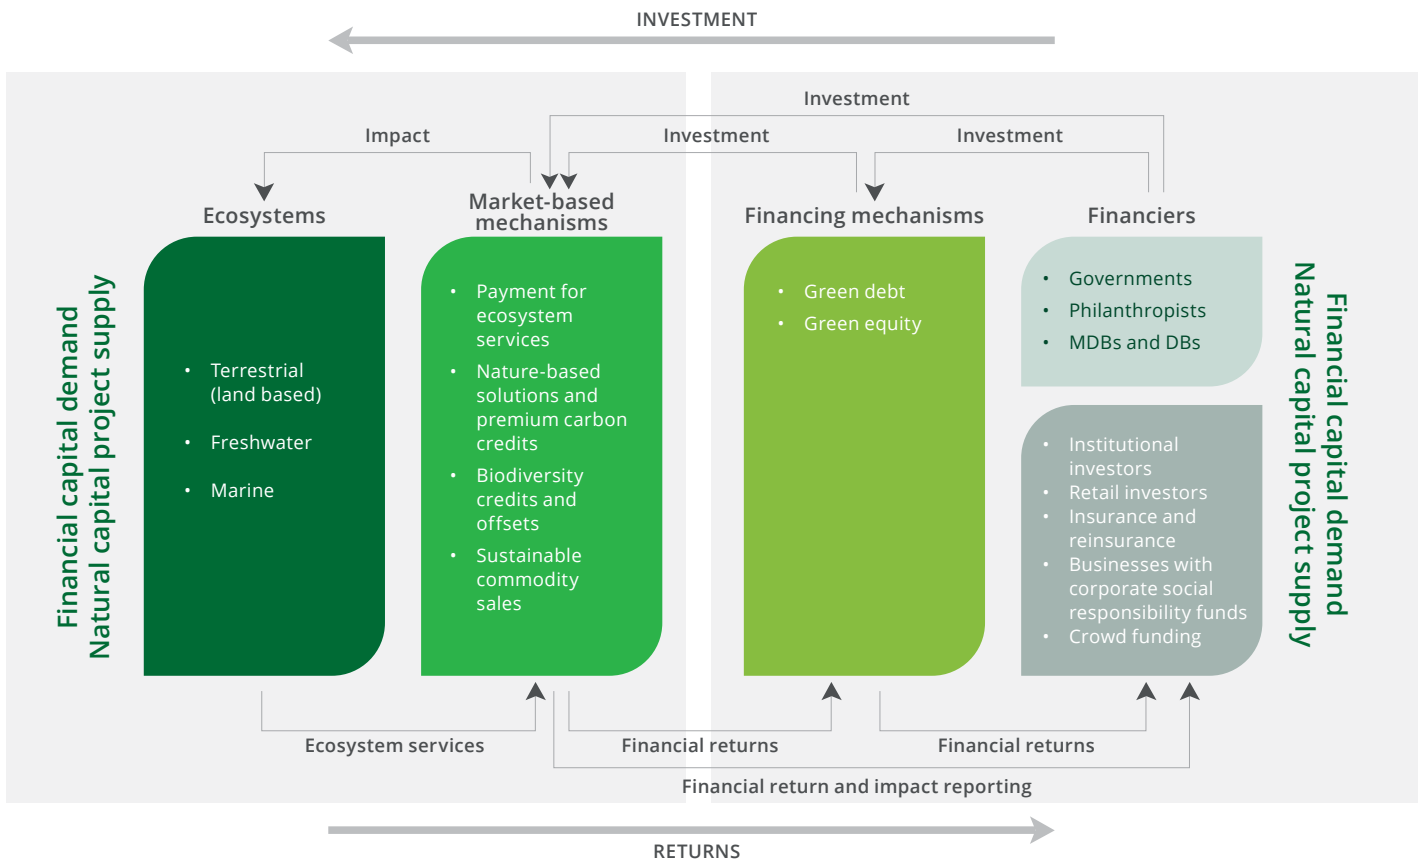 INVESTMENT
Investment
Impact
Investment
Investment
Financial capital demand
Natural capital project supply
Ecosystems
• Terrestrial
(land based)
• Freshwater
• Marine
Market-based
mechanisms
• Payment for
ecosystem
services
• Nature-based
solutions and
premium carbon
credits
• Biodiversity
credits and
offsets
• Sustainable
commodity
sales
Financing mechanisms
• Green debt
• Green equity
Financiers
• Governments
• Philanthropists
• MDBs and DBs
• Institutional
investors
• Retail investors
• Insurance and
reinsurance
• Businesses with
corporate social
responsibility funds
• Crowd funding
Financial capital demand
Natural capital project supply
Ecosystem services
Financial returns
Financial returns
Financial return and impact reporting
RETURNS